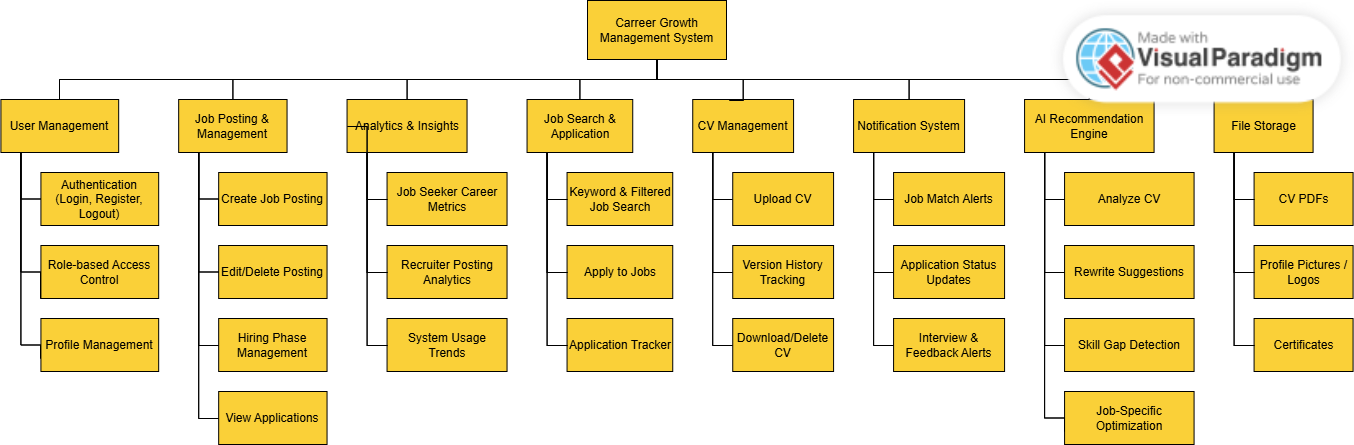 Carreer Growth
Management System
Made with
Visual Paradigm
For non-commercial use
User Management
Job Posting &
Management
Analytics & Insights
Job Search &
Application
CV Management
Notification System
AI Recommendation
Engine
File Storage
Authentication
(Login, Register,
Logout)
Role-based Access
Control
Profile Management
Create Job Posting
Edit/Delete Posting
Hiring Phase
Management
View Applications
Job Seeker Career
Metrics
Recruiter Posting
Analytics
System Usage
Trends
Keyword & Filtered
Job Search
Apply to Jobs
Application Tracker
Upload CV
Version History
Tracking
Download/Delete
CV
Job Match Alerts
Application Status
Updates
Interview &
Feedback Alerts
Analyze CV
Rewrite Suggestions
Skill Gap Detection
Job-Specific
Optimization
CV PDFs
Profile Pictures /
Logos
Certificates